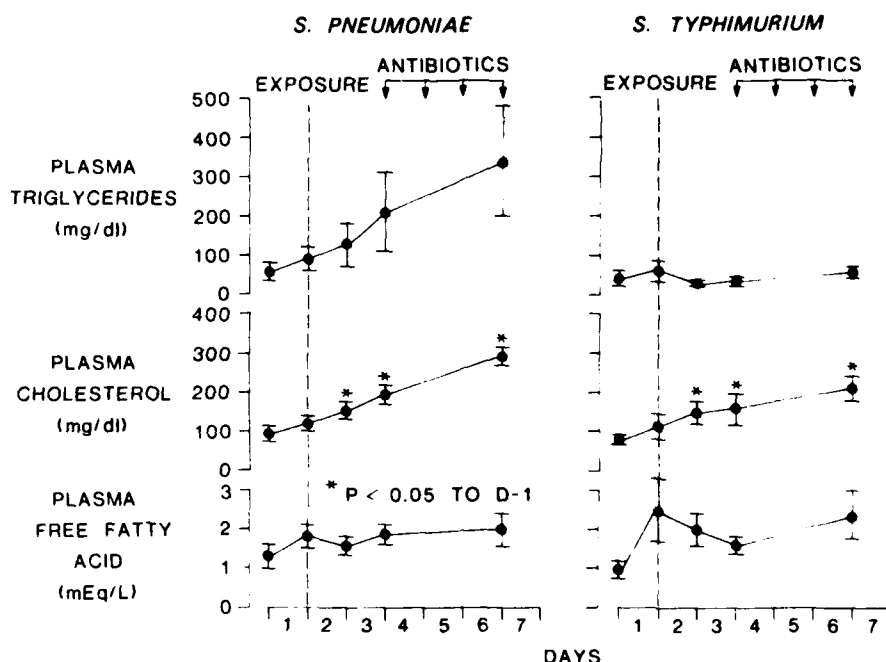 S. PNEUMONIAE
S. TYPHIMURIUM
ANTIBIOTICS
ANTIBIOTICS
EXPOSURE
EXPOSURE
PLASMA
TRIGLYCERIDES
(mg/dl)
500
400
300
200
100
0
PLASMA
CHOLESTEROL
(mg/dl)
400
300
200
100
0
* * *
* * *
PLASMA
FREE FATTY
ACID
(mEq/L)
3
2
1
0
* P < 0.05 TO D-1
1 2 3 4 5 6 7
1 2 3 4 5 6 7
DAYS